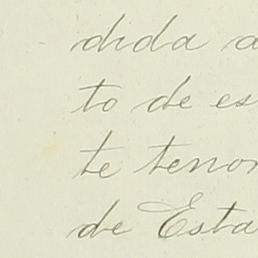 dida a
to de es
te tenor
de Esta